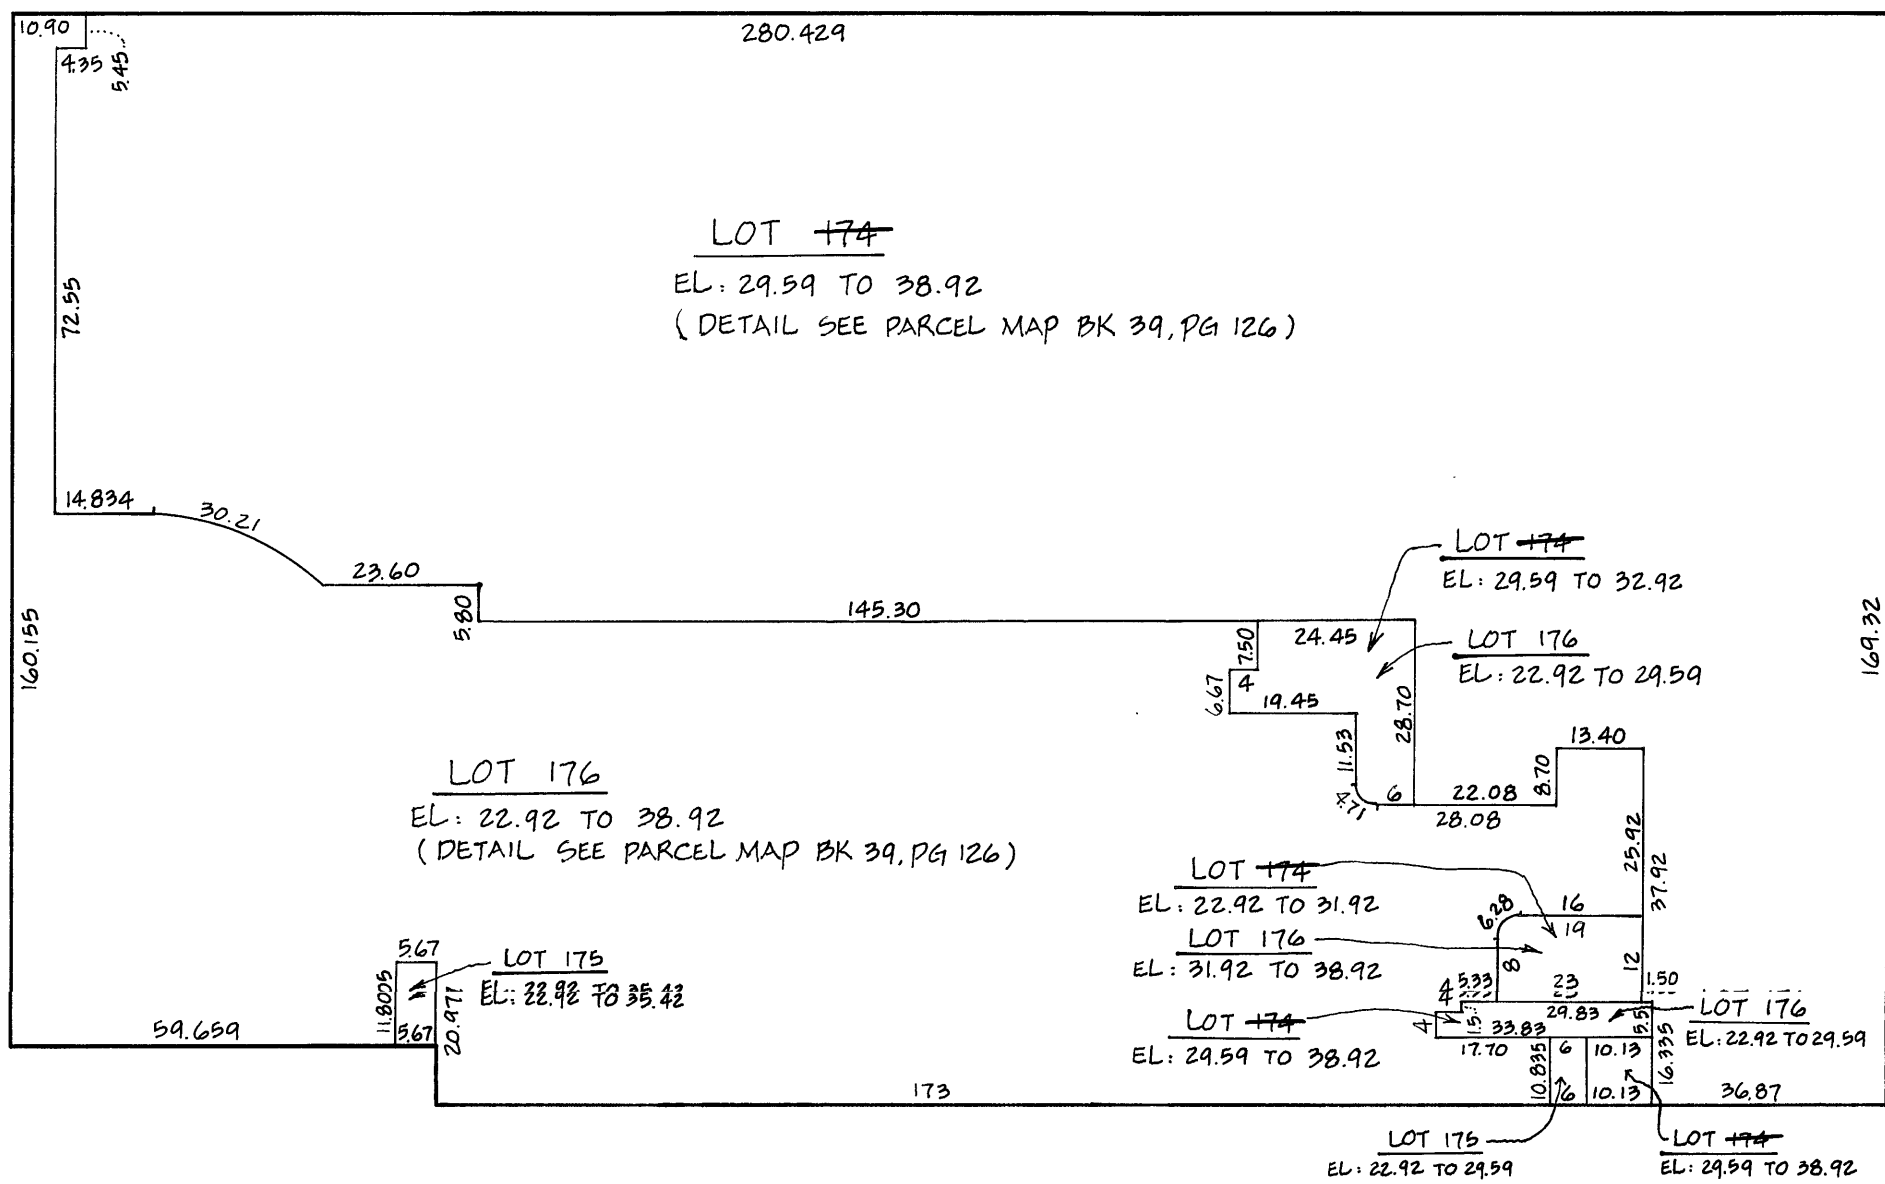 10.90
280.429
4.35
5.45
LOT 174
EL: 29.59 TO 38.92
(DETAIL SEE PARCEL MAP BK 39, PG 126)
72.55
14.834
30.21
23.60
5.80
145.30
LOT 174
EL: 29.59 TO 32.92
24.45
7.50
LOT 176
EL: 22.92 TO 29.59
160.155
169.32
6.67
4
19.45
28.70
11.53
13.40
8.70
4.71
6
22.08
28.08
LOT 176
EL: 22.92 TO 38.92
(DETAIL SEE PARCEL MAP BK 39, PG 126)
25.92
37.92
LOT 174
EL: 22.92 TO 31.92
6.28
16
19
LOT 176
EL: 31.92 TO 38.92
8
12
5.67
LOT 175
EL: 22.92 TO 35.42
11.8005
5.67
20.977
59.659
4
4
5.33
23
1.50
29.83
5.5
LOT 176
EL: 22.92 TO 29.59
LOT 174
EL: 29.59 TO 38.92
4
1.5
33.83
17.70
6
10.13
16.335
10.835
173
6
10.13
36.87
LOT 175
EL: 22.92 TO 29.59
LOT 174
EL: 29.59 TO 38.92